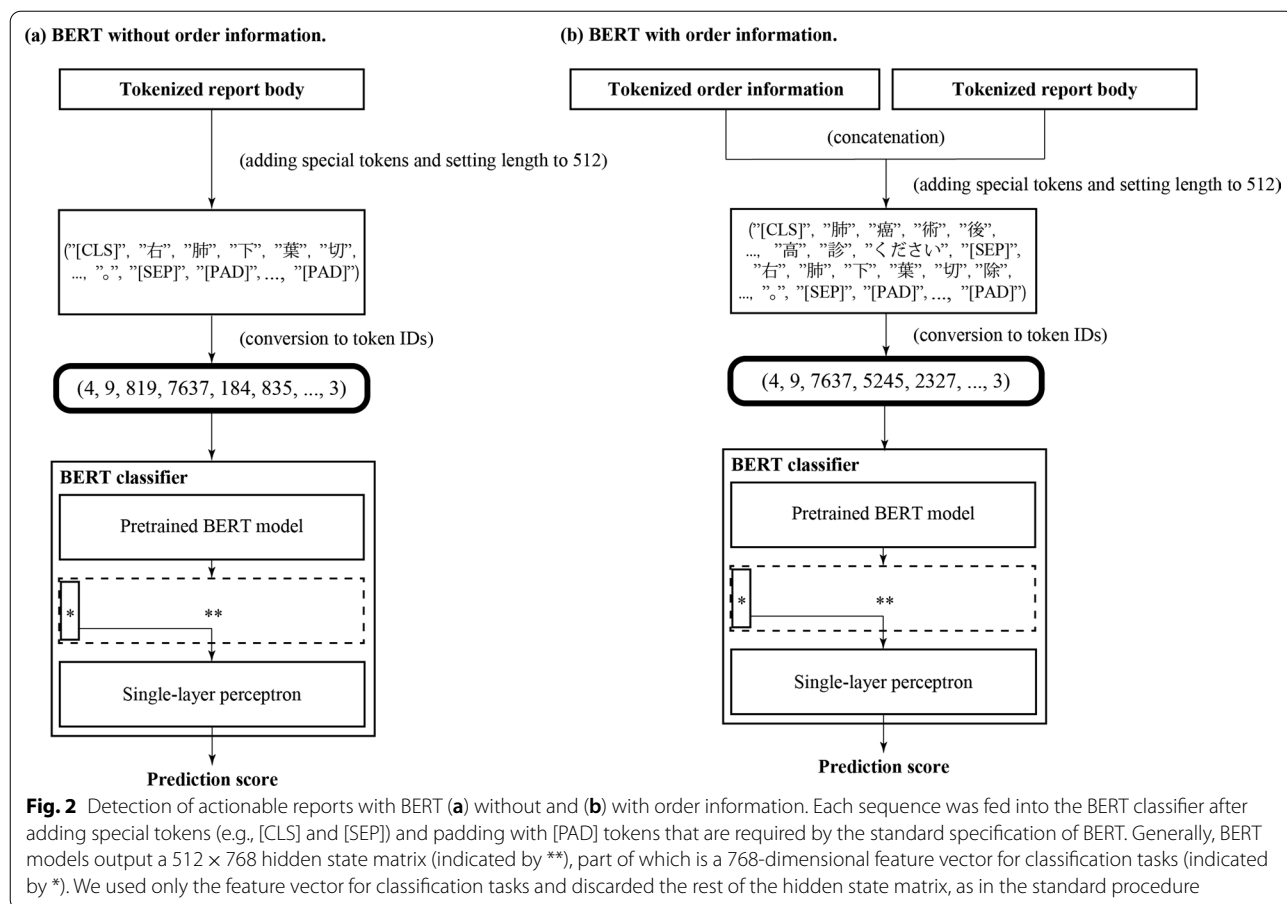 (a) BERT without order information.
Tokenized report body
(adding special tokens and setting length to 512)
("[CLS]", ”右”, ”肺”, ”下”, ”葉”, ”切”,
..., ”。”, ”[SEP]”, ”[PAD]”, ..., ”[PAD]”)
(conversion to token IDs)
(4, 9, 819, 7637, 184, 835, ..., 3)
BERT classifier
Pretrained BERT model
*
**
Single-layer perceptron
Prediction score
(b) BERT with order information.
Tokenized order information
Tokenized report body
(concatenation)
(adding special tokens and setting length to 512)
(”[CLS]”, ”肺”, ”癌”, ”術”, ”後”,
..., ”高”, ”診”, ”ください”, ”[SEP]”,
”右”, ”肺”, ”下”, ”葉”, ”切”, ”除”,
..., ”。”, ”[SEP]”, ”[PAD]”, ..., ”[PAD]”)
(conversion to token IDs)
(4, 9, 7637, 5245, 2327, ..., 3)
BERT classifier
Pretrained BERT model
*
**
Single-layer perceptron
Prediction score
Fig. 2 Detection of actionable reports with BERT (a) without and (b) with order information. Each sequence was fed into the BERT classifier after
adding special tokens (e.g., [CLS] and [SEP]) and padding with [PAD] tokens that are required by the standard specification of BERT. Generally, BERT
models output a 512 × 768 hidden state matrix (indicated by **), part of which is a 768-dimensional feature vector for classification tasks (indicated
by *). We used only the feature vector for classification tasks and discarded the rest of the hidden state matrix, as in the standard procedure